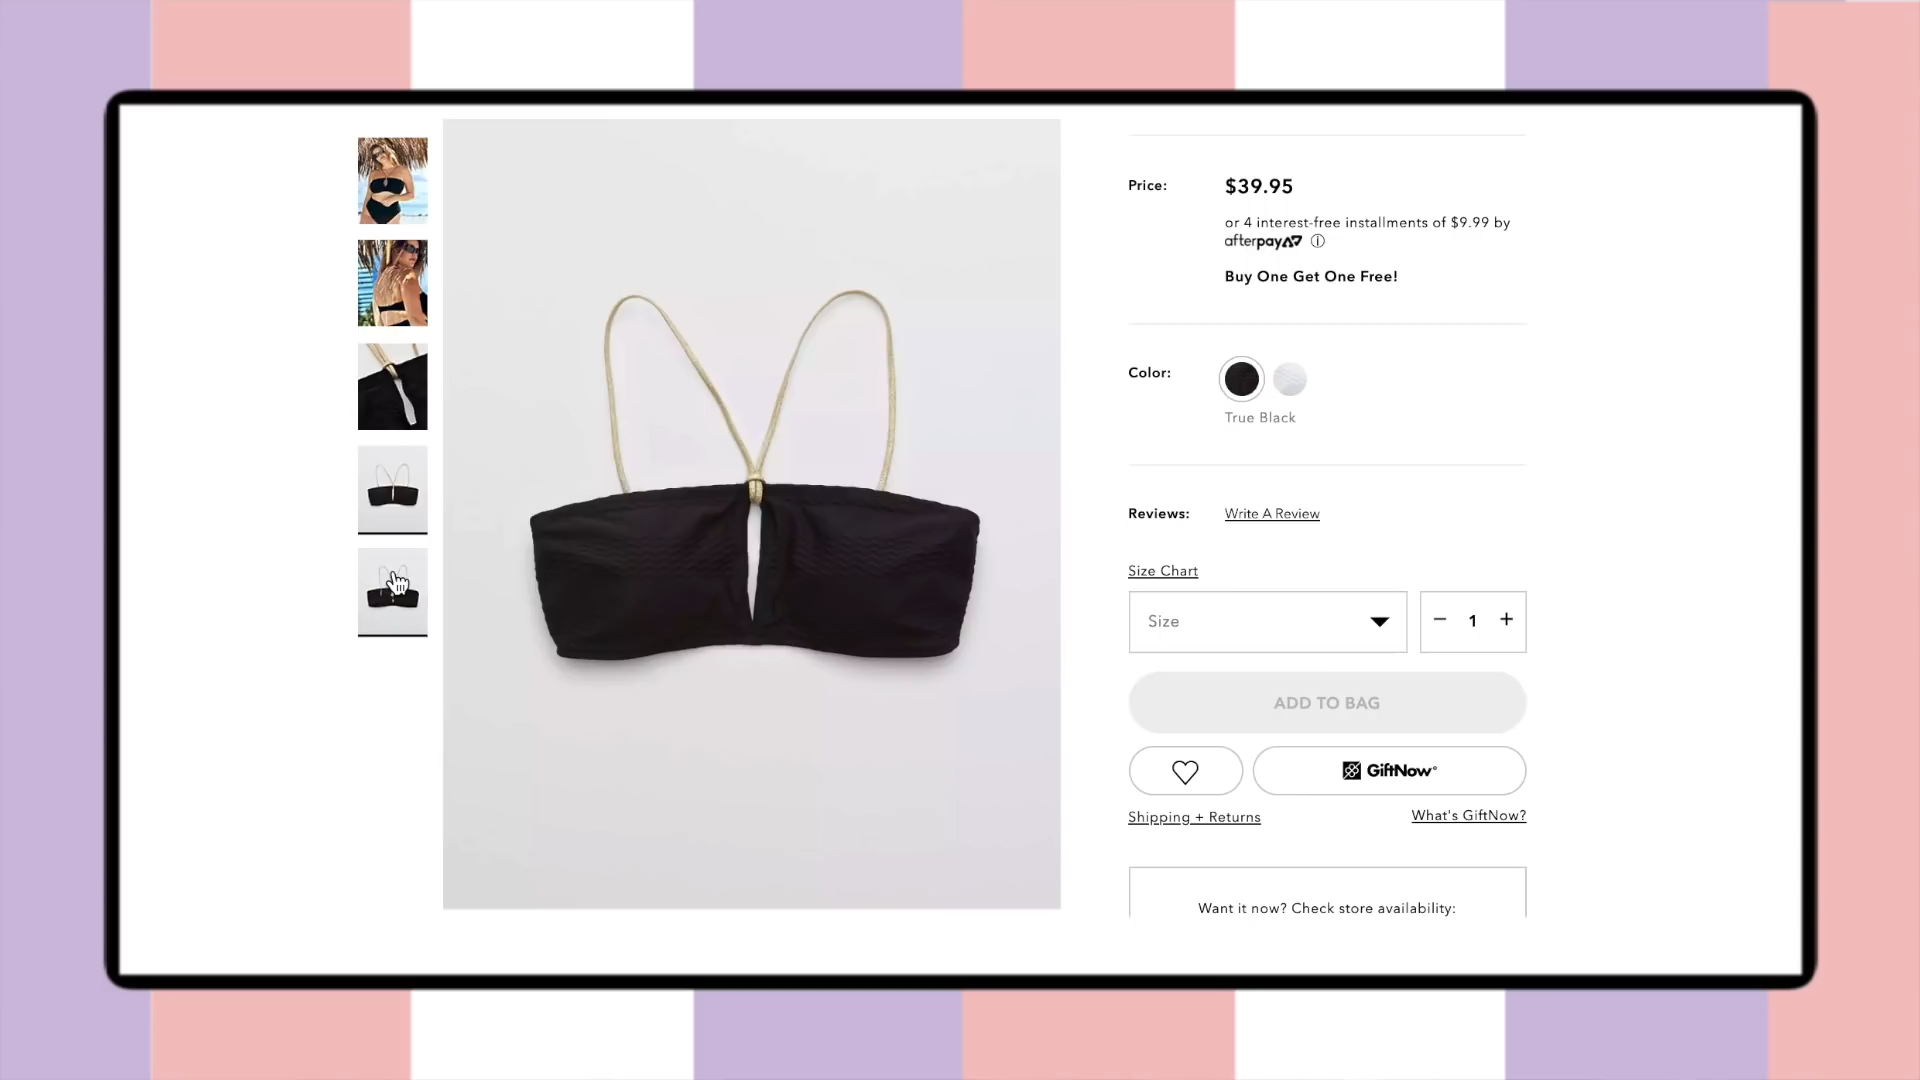 Price:
$39.95
or 4 interest-free installments of $9.99 by
afterpay
Buy One Get One Free!
Color:
True Black
Reviews:
Write A Review
Size Chart
Size
1
ADD TO BAG
GiftNow
Shipping + Returns
What's GiftNow?
Want it now? Check store availability: